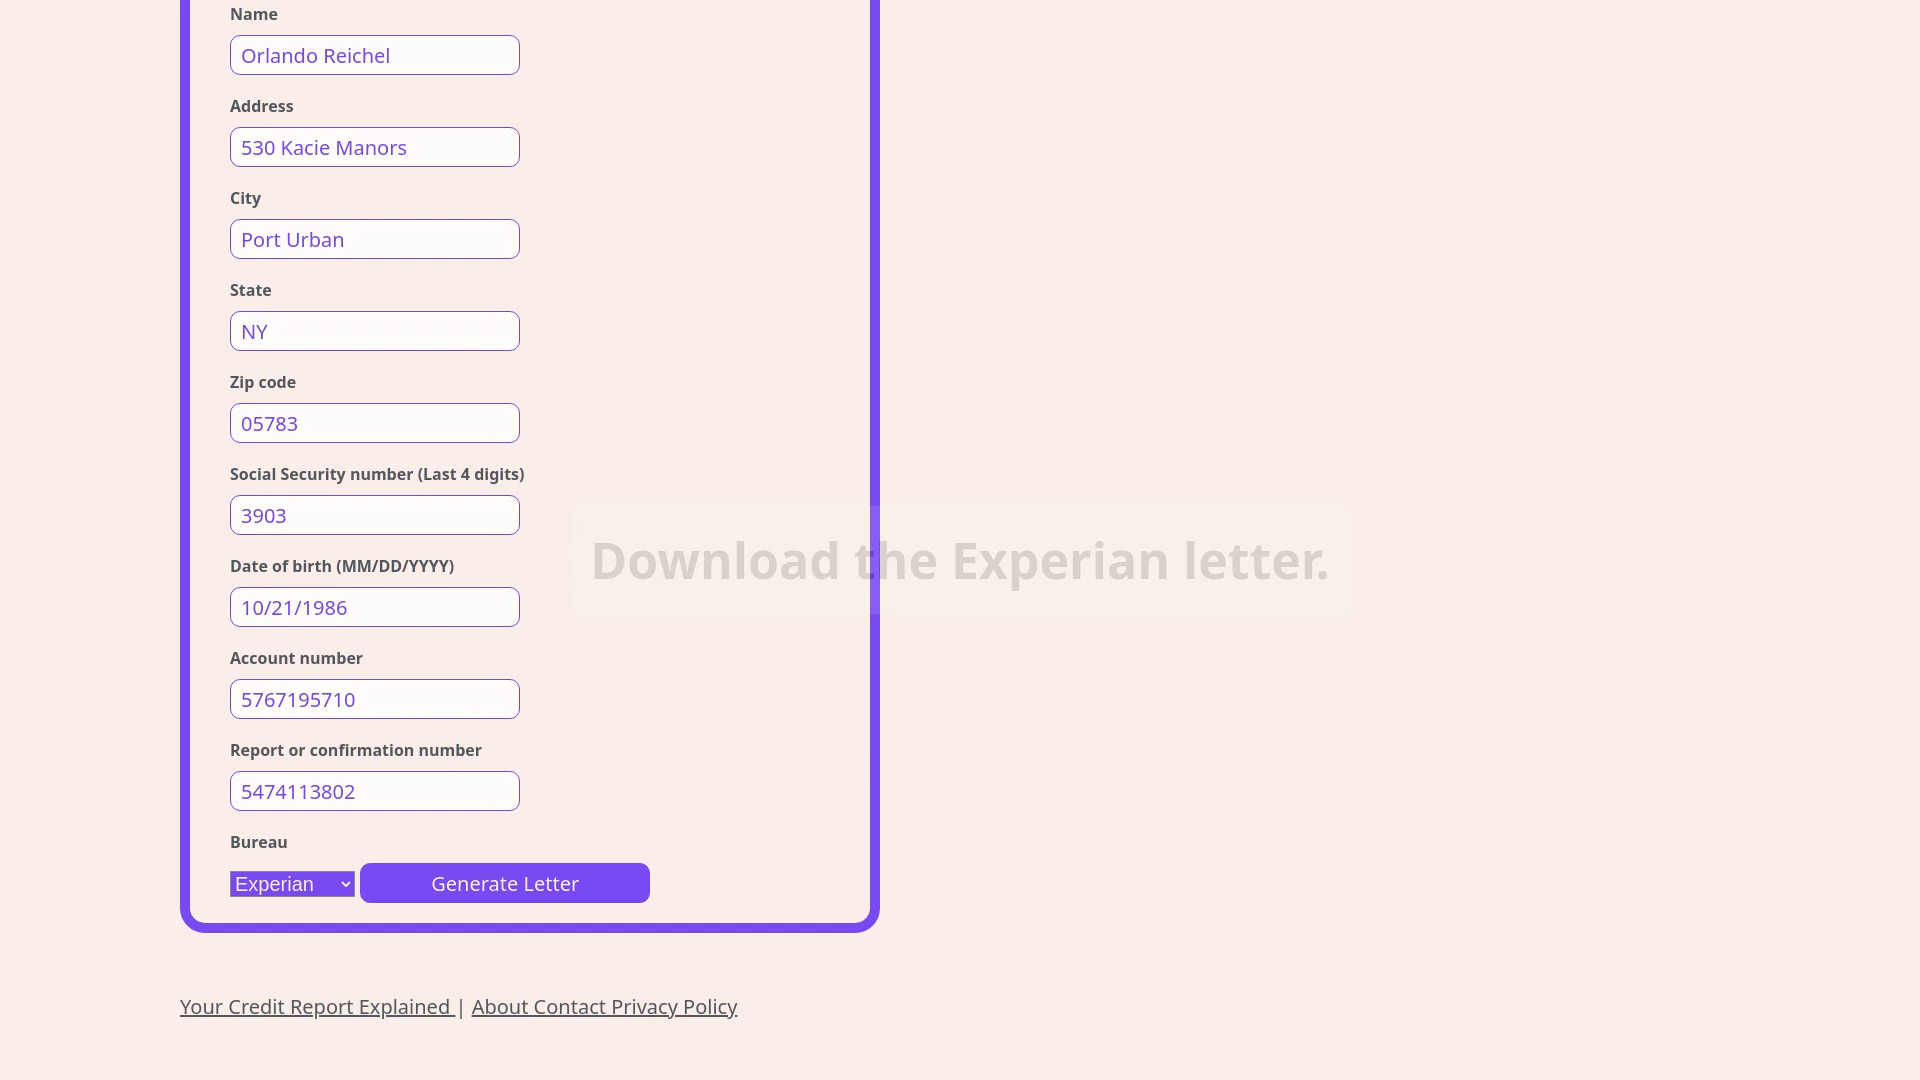 Name
Orlando Reichel
Address
530 Kacie Manors
City
Port Urban
State
NY
Zip code
05783
Social Security number (Last 4 digits)
3903
Download the Experian letter.
Date of birth (MM/DD/YYYY)
10/21/1986
Account number
5767195710
Report or confirmation number
5474113802
Bureau
Experian Generate Letter
Your Credit Report Explained | About Contact Privacy Policy